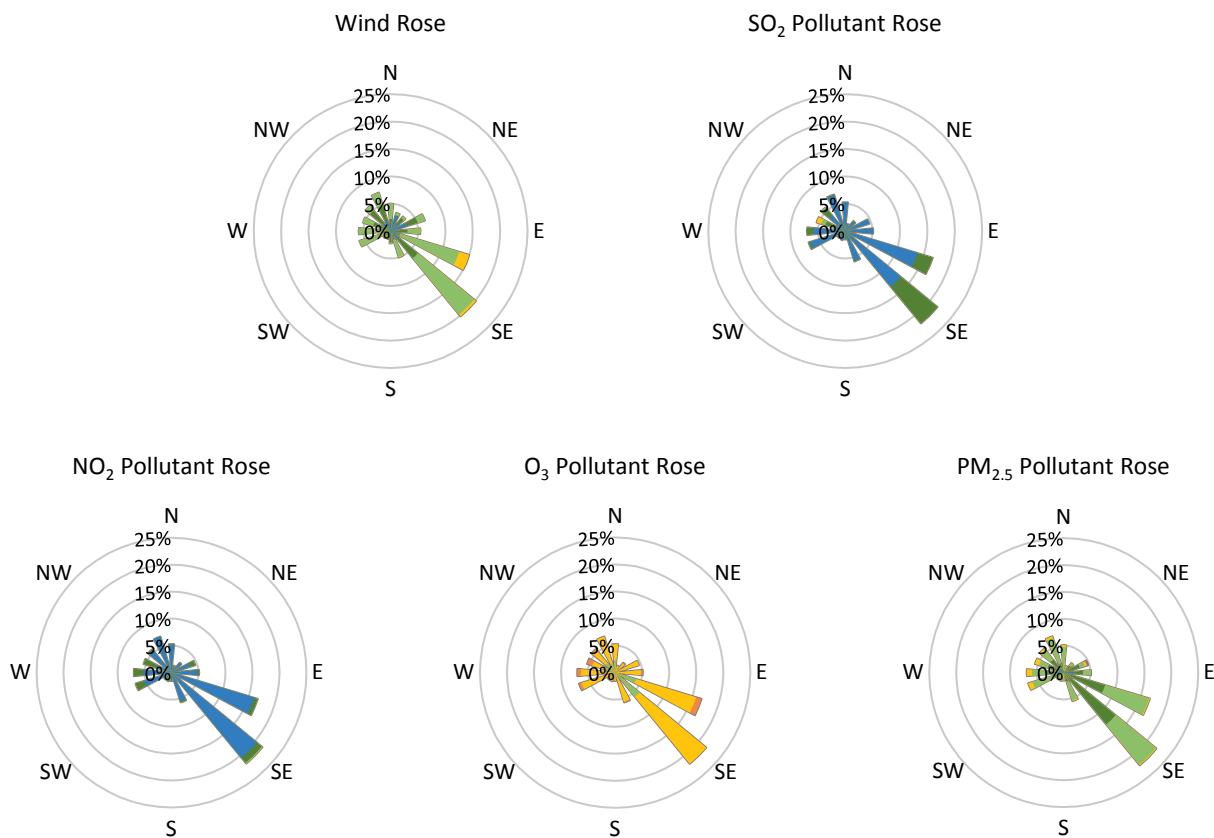 Wind Rose
N
NW
NE
W
E
SW
SE
S
25%
20%
15%
10%
5%
0%
SO₂ Pollutant Rose
N
NW
NE
W
E
SW
SE
S
25%
20%
15%
10%
5%
0%
NO₂ Pollutant Rose
N
NW
NE
W
E
SW
SE
S
25%
20%
15%
10%
5%
0%
O₃ Pollutant Rose
N
NW
NE
W
E
SW
SE
S
25%
20%
15%
10%
5%
0%
PM₂.₅ Pollutant Rose
N
NW
NE
W
E
SW
SE
S
25%
20%
15%
10%
5%
0%